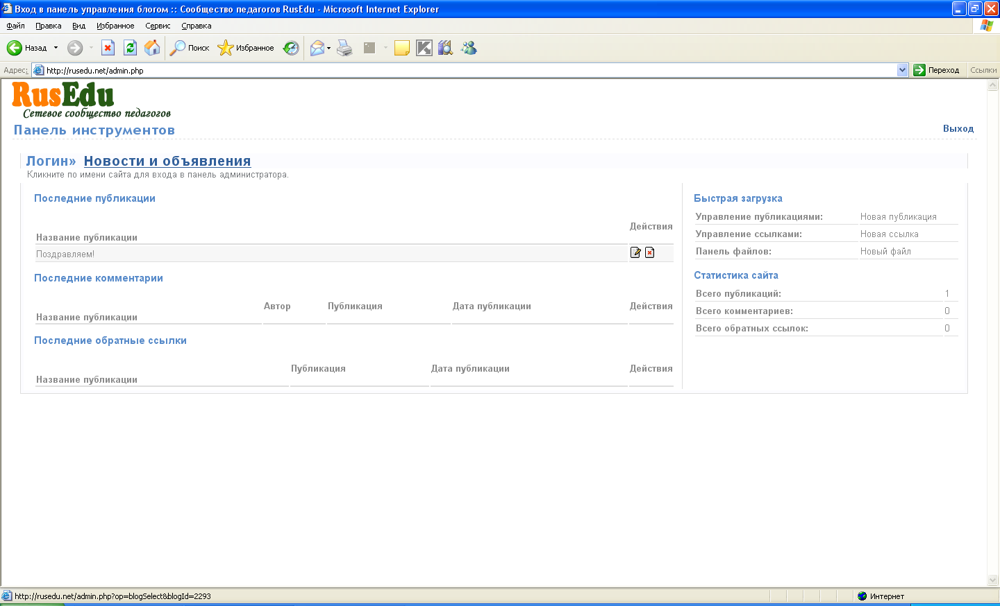 Вход в панель управления блогом :: Сообщество педагогов RusEdu - Microsoft Internet Explorer
Файл Правка Вид Избранное Сервис Справка
Назад Поиск Избранное
Адрес: http://rusedu.net/admin.php Переход Ссылки
RusEdu
Сетевое сообщество педагогов
Панель инструментов Выход
Логин» Новости и объявления
Кликните по имени сайта для входа в панель администратора.
Последние публикации
Действия
Название публикации
Поздравляем!
Последние комментарии
Автор Публикация Дата публикации Действия
Название публикации
Последние обратные ссылки
Публикация Дата публикации Действия
Название публикации
Быстрая загрузка
Управление публикациями: Новая публикация
Управление ссылками: Новая ссылка
Панель файлов: Новый файл
Статистика сайта
Всего публикаций: 1
Всего комментариев: 0
Всего обратных ссылок: 0
http://rusedu.net/admin.php?op=blogSelect&blogId=2293 Интернет